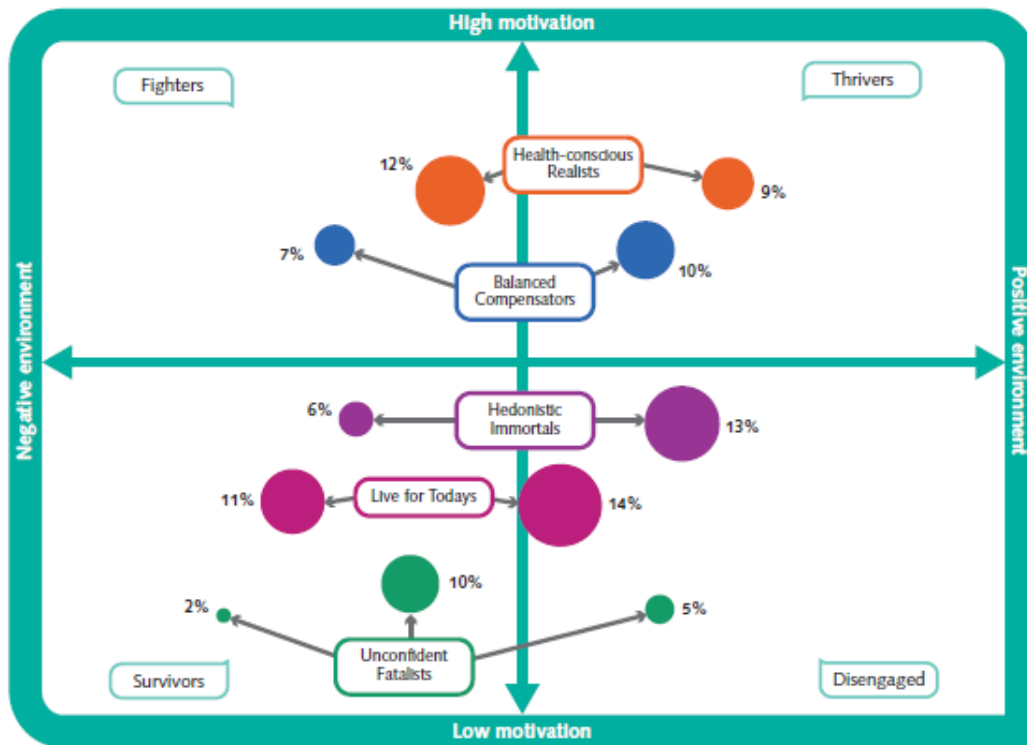 High motivation
Fighters
Thrivers
Health-conscious
Realists
12%
9%
7%
10%
Balanced
Compensators
Negative environment
Positive environment
6%
Hedonistic
Immortals
13%
11%
Live for Todays
14%
2%
10%
5%
Unconfident
Fatalists
Survivors
Disengaged
Low motivation